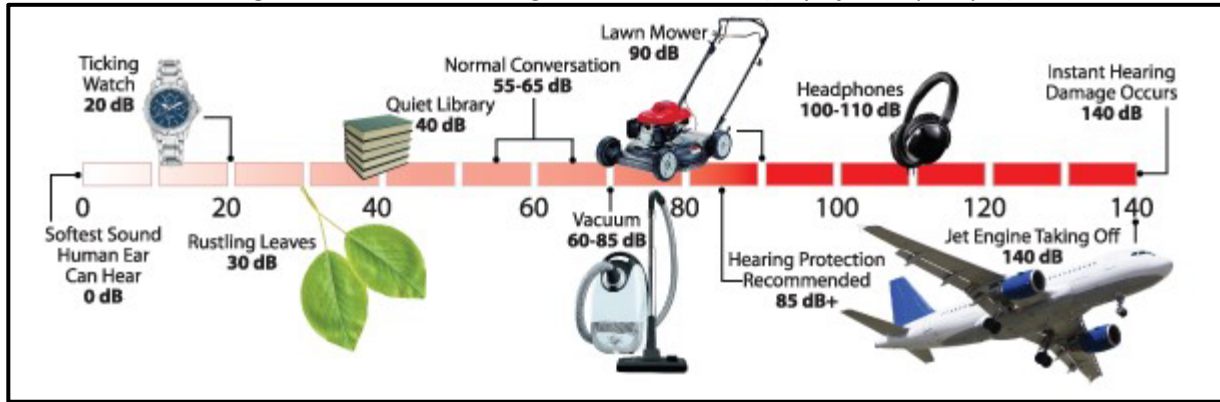 Ticking
Watch
20 dB
Quiet Library
40 dB
Normal Conversation
55-65 dB
Lawn Mower
90 dB
Headphones
100-110 dB
Instant Hearing
Damage Occurs
140 dB
0
20
40
60
80
100
120
140
Softest Sound
Human Ear
Can Hear
0 dB
Rustling Leaves
30 dB
Vacuum
60-85 dB
Hearing Protection
Recommended
85 dB+
Jet Engine Taking Off
140 dB